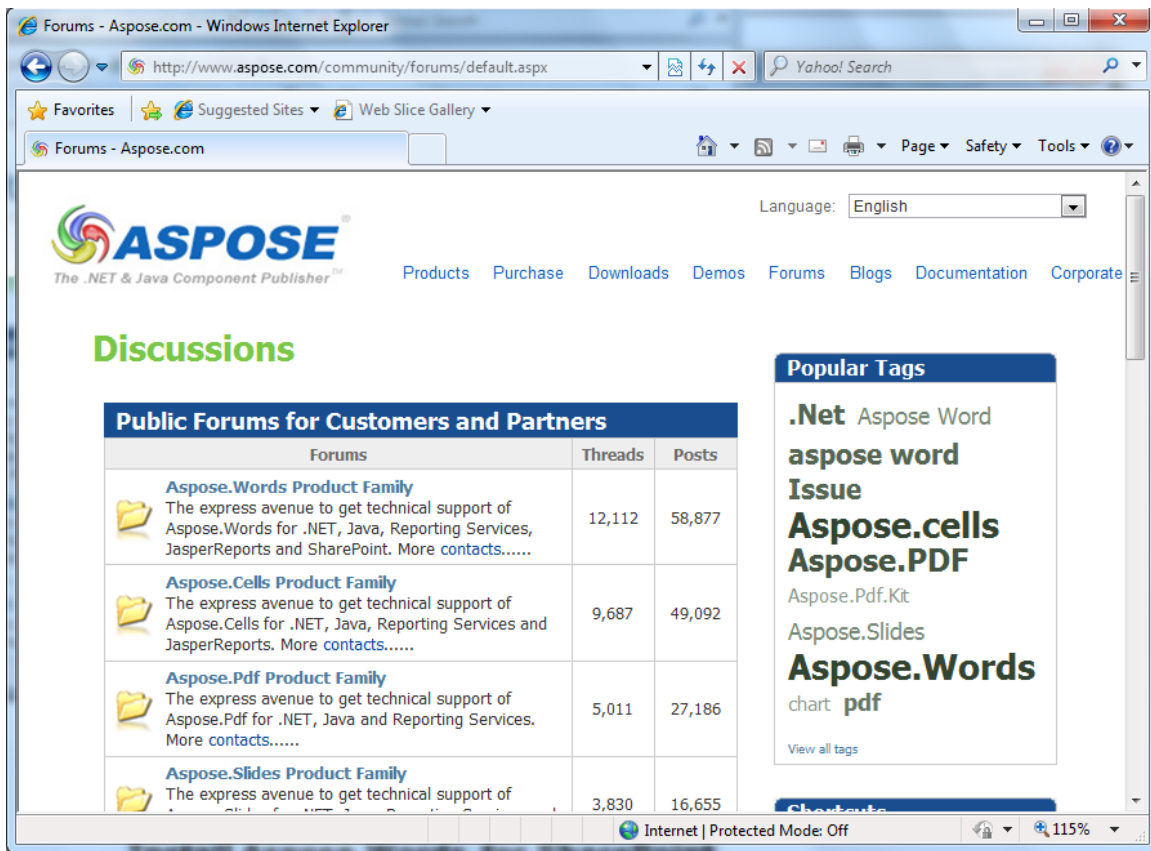 Forums - Aspose.com - Windows Internet Explorer
http://www.aspose.com/community/forums/default.aspx
Yahoo! Search
Favorites
Suggested Sites
Web Slice Gallery
Forums - Aspose.com
Page
Safety
Tools
Language: English
ASPOSE
The .NET & Java Component Publisher™
Products Purchase Downloads Demos Forums Blogs Documentation Corporate
Discussions
Public Forums for Customers and Partners
Forums Threads Posts
Aspose.Words Product Family
The express avenue to get technical support of
Aspose.Words for .NET, Java, Reporting Services,
JasperReports and SharePoint. More contacts......
12,112 58,877
Aspose.Cells Product Family
The express avenue to get technical support of
Aspose.Cells for .NET, Java, Reporting Services and
JasperReports. More contacts......
9,687 49,092
Aspose.Pdf Product Family
The express avenue to get technical support of
Aspose.Pdf for .NET, Java and Reporting Services.
More contacts......
5,011 27,186
Aspose.Slides Product Family
The express avenue to get technical support of
3,830 16,655
Popular Tags
.Net Aspose Word
aspose word
Issue
Aspose.cells
Aspose.PDF
Aspose.Pdf.Kit
Aspose.Slides
Aspose.Words
chart pdf
View all tags
Shortcuts
Internet | Protected Mode: Off
115%
Install Aspose.Words for SharePoint